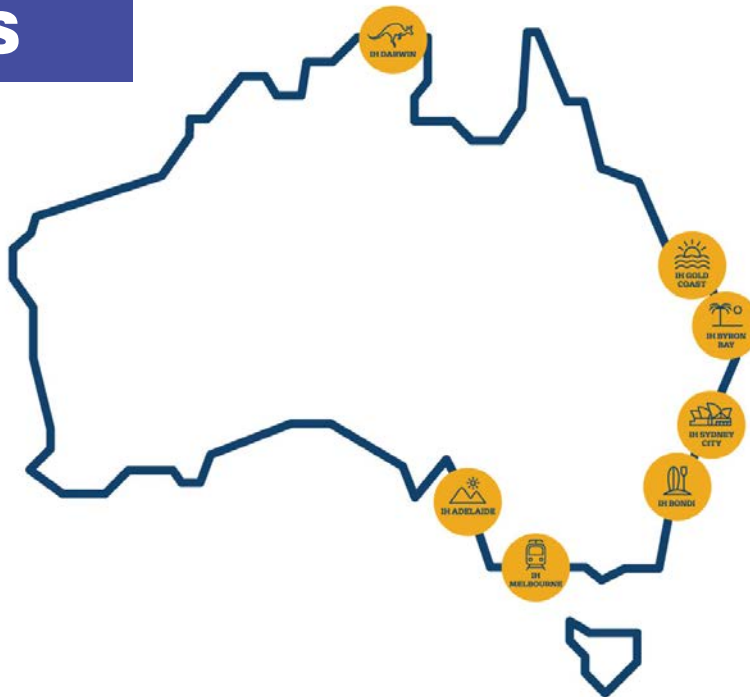 S
IH DARWIN
IH GOLD
COAST
IH BYRON
BAY
IH SYDNEY
CITY
IH BONDI
IH ADELAIDE
IH
MELBOURNE